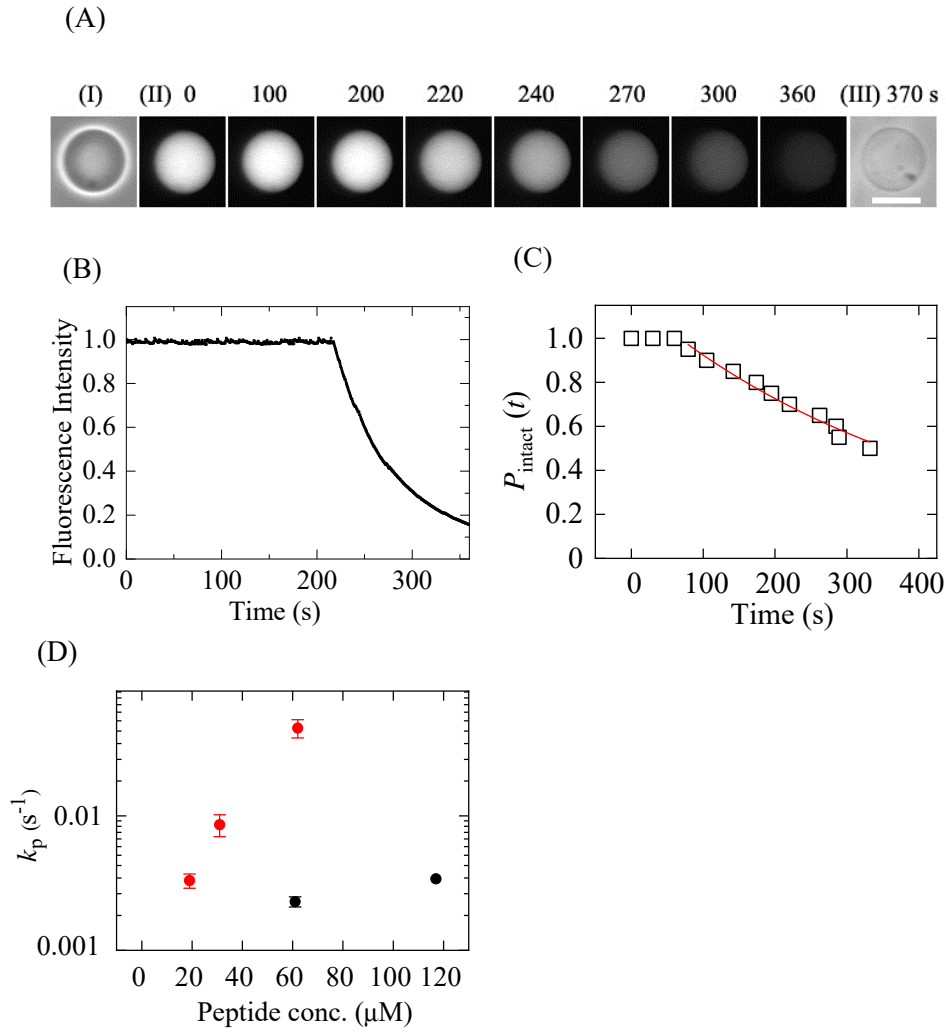 (A)
(I) (II) 0 100 200 220 240 270 300 360 (III) 370 s
(B)
Fluorescence Intensity
1.0
0.8
0.6
0.4
0.2
0.0
0 100 200 300
Time (s)
(C)
P intact (t)
1.0
0.8
0.6
0.4
0.2
0
0 100 200 300 400
Time (s)
(D)
kp (s-1)
0.01
0.001
0 20 40 60 80 100 120
Peptide conc. (μM)